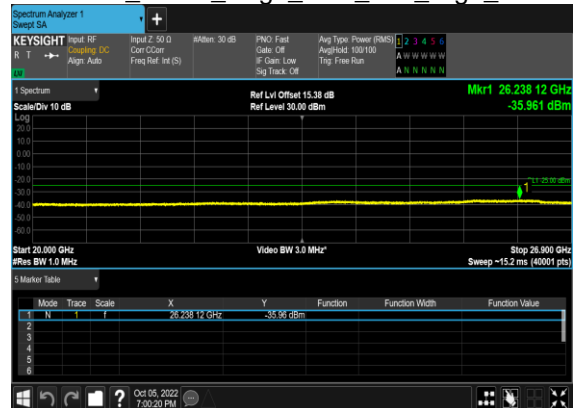 Spectrum Analyzer 1
Swept SA
+
KEYSIGHT Input: RF Input Z: 50 Ω #Atten: 30 dB PNO: Fast Avg Type: Power (RMS) 1 2 3 4 5 6
R T Coupling: DC Corr CCorr Gate: Off Avg|Hold: 100/100 A W W W W W
Align: Auto Freq Ref: Int (S) IF Gain: Low Trig: Free Run
Sig Track: Off A N N N N N
1 Spectrum Ref Lvl Offset 15.38 dB Mkr1 26.238 12 GHz
Scale/Div 10 dB Ref Level 30.00 dBm -35.961 dBm
Log
20.0
10.0
0.00
-10.0
-20.0
-30.0
-40.0
-50.0
-60.0
1
Start 20.000 GHz Video BW 3.0 MHz* Stop 26.900 GHz
#Res BW 1.0 MHz Sweep ~15.2 ms (40001 pts)
5 Marker Table
Mode Trace Scale X Y Function Function Width Function Value
1 N 1 f 26.238 12 GHz -35.96 dBm
2
3
4
5
6
? Oct 05, 2022
7:00:20 PM